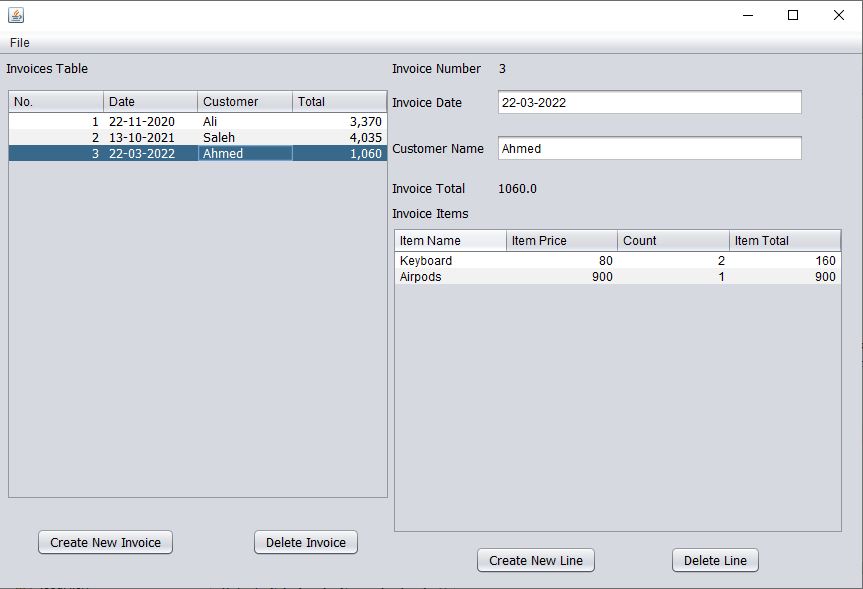 File
Invoices Table
No. Date Customer Total
1 22-11-2020 Ali 3,370
2 13-10-2021 Saleh 4,035
3 22-03-2022 Ahmed 1,060
Create New Invoice Delete Invoice
Invoice Number 3
Invoice Date 22-03-2022
Customer Name Ahmed
Invoice Total 1060.0
Invoice Items
Item Name Item Price Count Item Total
Keyboard 80 2 160
Airpods 900 1 900
Create New Line Delete Line